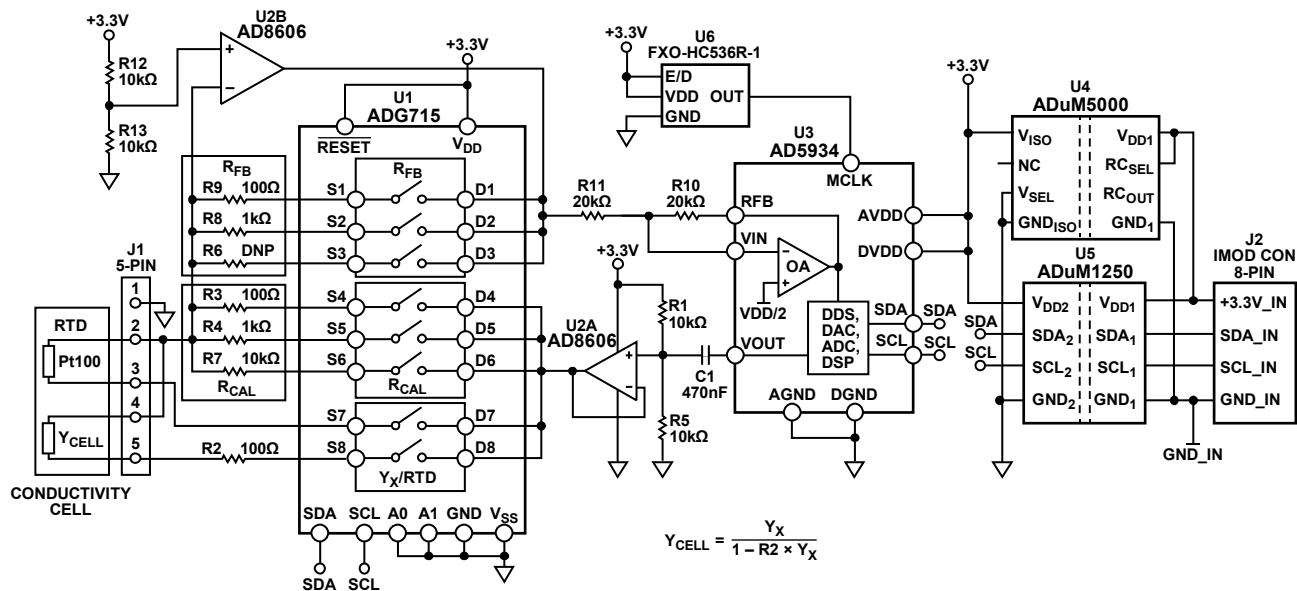 +3.3V
R12
10kΩ
R13
10kΩ
U2B
AD8606
+
−
+3.3V
U1
ADG715
RESET
VDD
RFB
R9 100Ω
R8 1kΩ
R6 DNP
RFB
S1
S2
S3
D1
D2
D3
R3 100Ω
R4 1kΩ
R7 10kΩ
RCAL
S4
S5
S6
D4
D5
D6
RCAL
S7
S8
D7
D8
YX/RTD
R2 100Ω
J1
5-PIN
1
2
3
4
5
RTD
Pt100
YCELL
CONDUCTIVITY
CELL
SDA SCL A0 A1 GND VSS
SDA SCL
U2A
AD8606
+
−
+3.3V
R1
10kΩ
R5
10kΩ
C1
470nF
R11
20kΩ
R10
20kΩ
+3.3V
U6
FXO-HC536R-1
E/D
VDD OUT
GND
U3
AD5934
MCLK
RFB
VIN
VOUT
−
OA
+
VDD/2
DDS,
DAC,
ADC,
DSP
AVDD
DVDD
SDA SDA
SCL SCL
AGND DGND
+3.3V
U4
ADuM5000
VISO VDD1
NC RCSEL
VSEL RCOUT
GNDISO GND1
U5
ADuM1250
VDD2 VDD1
SDA SDA2 SDA1
SCL SCL2 SCL1
GND2 GND1
J2
IMOD CON
8-PIN
+3.3V_IN
SDA_IN
SCL_IN
GND_IN
GND_IN
YCELL = YX
1 − R2 × YX